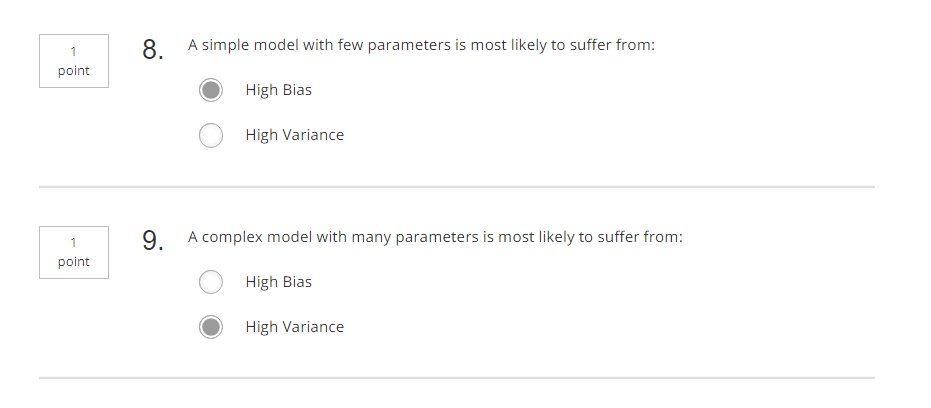 1
point
8.
A simple model with few parameters is most likely to suffer from:
High Bias
High Variance
1
point
9.
A complex model with many parameters is most likely to suffer from:
High Bias
High Variance